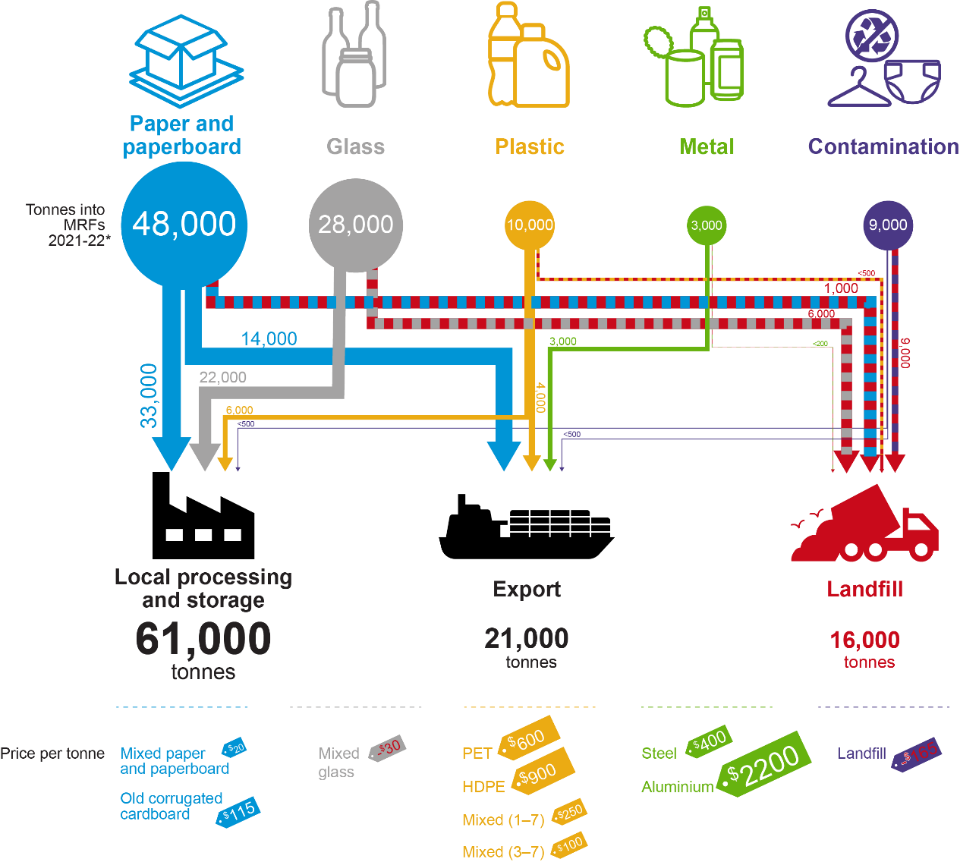 Paper and
paperboard
Glass
Plastic
Metal
Contamination
Tonnes into
MRFs
2021-22*
48,000
28,000
10,000
3,000
9,000
<500
1,000
6,000
14,000
3,000
<200
9,000
33,000
22,000
4,000
6,000
<500
<500
Local processing
and storage
61,000
tonnes
Export
21,000
tonnes
Landfill
16,000
tonnes
Price per tonne
Mixed paper
and paperboard
$20
Old corrugated
cardboard
$115
Mixed
glass
-$30
PET
$600
HDPE
$900
Mixed (1–7)
$250
Mixed (3–7)
$100
Steel
$400
Aluminium
$2200
Landfill